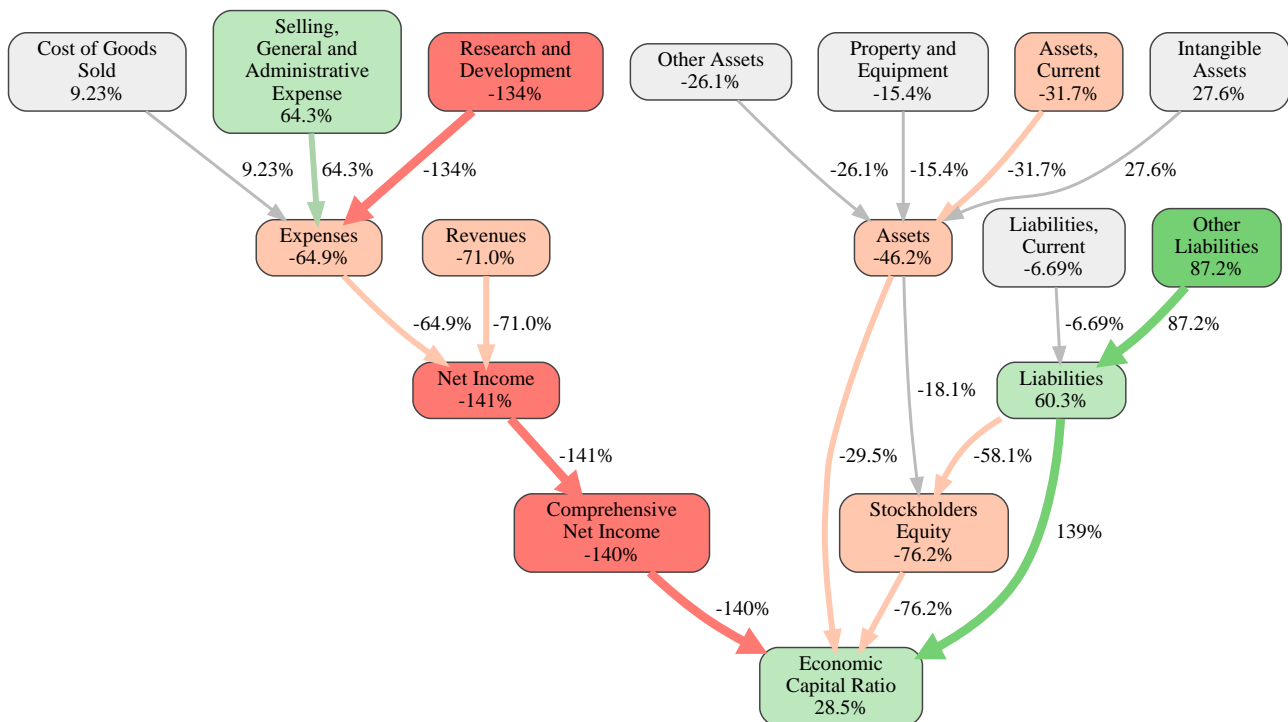 Cost of Goods
Sold
9.23%
Selling,
General and
Administrative
Expense
64.3%
Research and
Development
-134%
Other Assets
-26.1%
Property and
Equipment
-15.4%
Assets,
Current
-31.7%
Intangible
Assets
27.6%
9.23%
64.3%
-134%
-26.1%
-15.4%
-31.7%
27.6%
Expenses
-64.9%
Revenues
-71.0%
Assets
-46.2%
Liabilities,
Current
-6.69%
Other
Liabilities
87.2%
-64.9%
-71.0%
-6.69%
87.2%
Net Income
-141%
-18.1%
Liabilities
60.3%
-141%
-29.5%
-58.1%
Comprehensive
Net Income
-140%
Stockholders
Equity
-76.2%
139%
-140%
-76.2%
Economic
Capital Ratio
28.5%